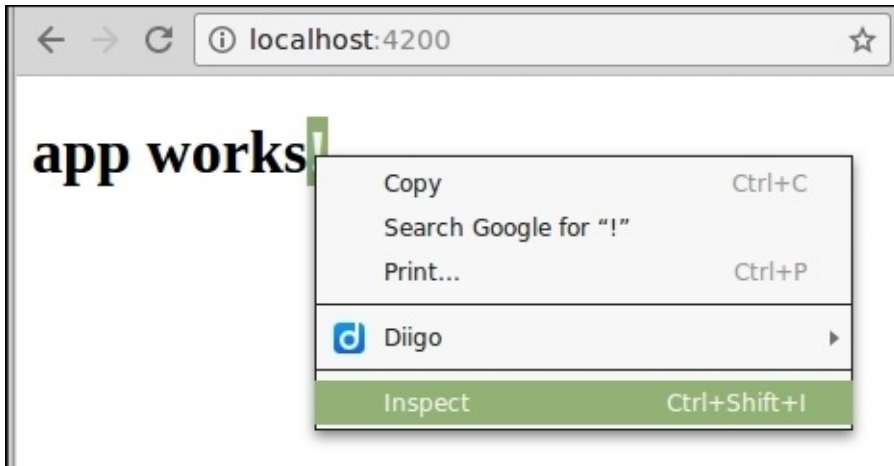 localhost:4200
app works!
Copy Ctrl+C
Search Google for “!”
Print... Ctrl+P
Diigo
Inspect Ctrl+Shift+I